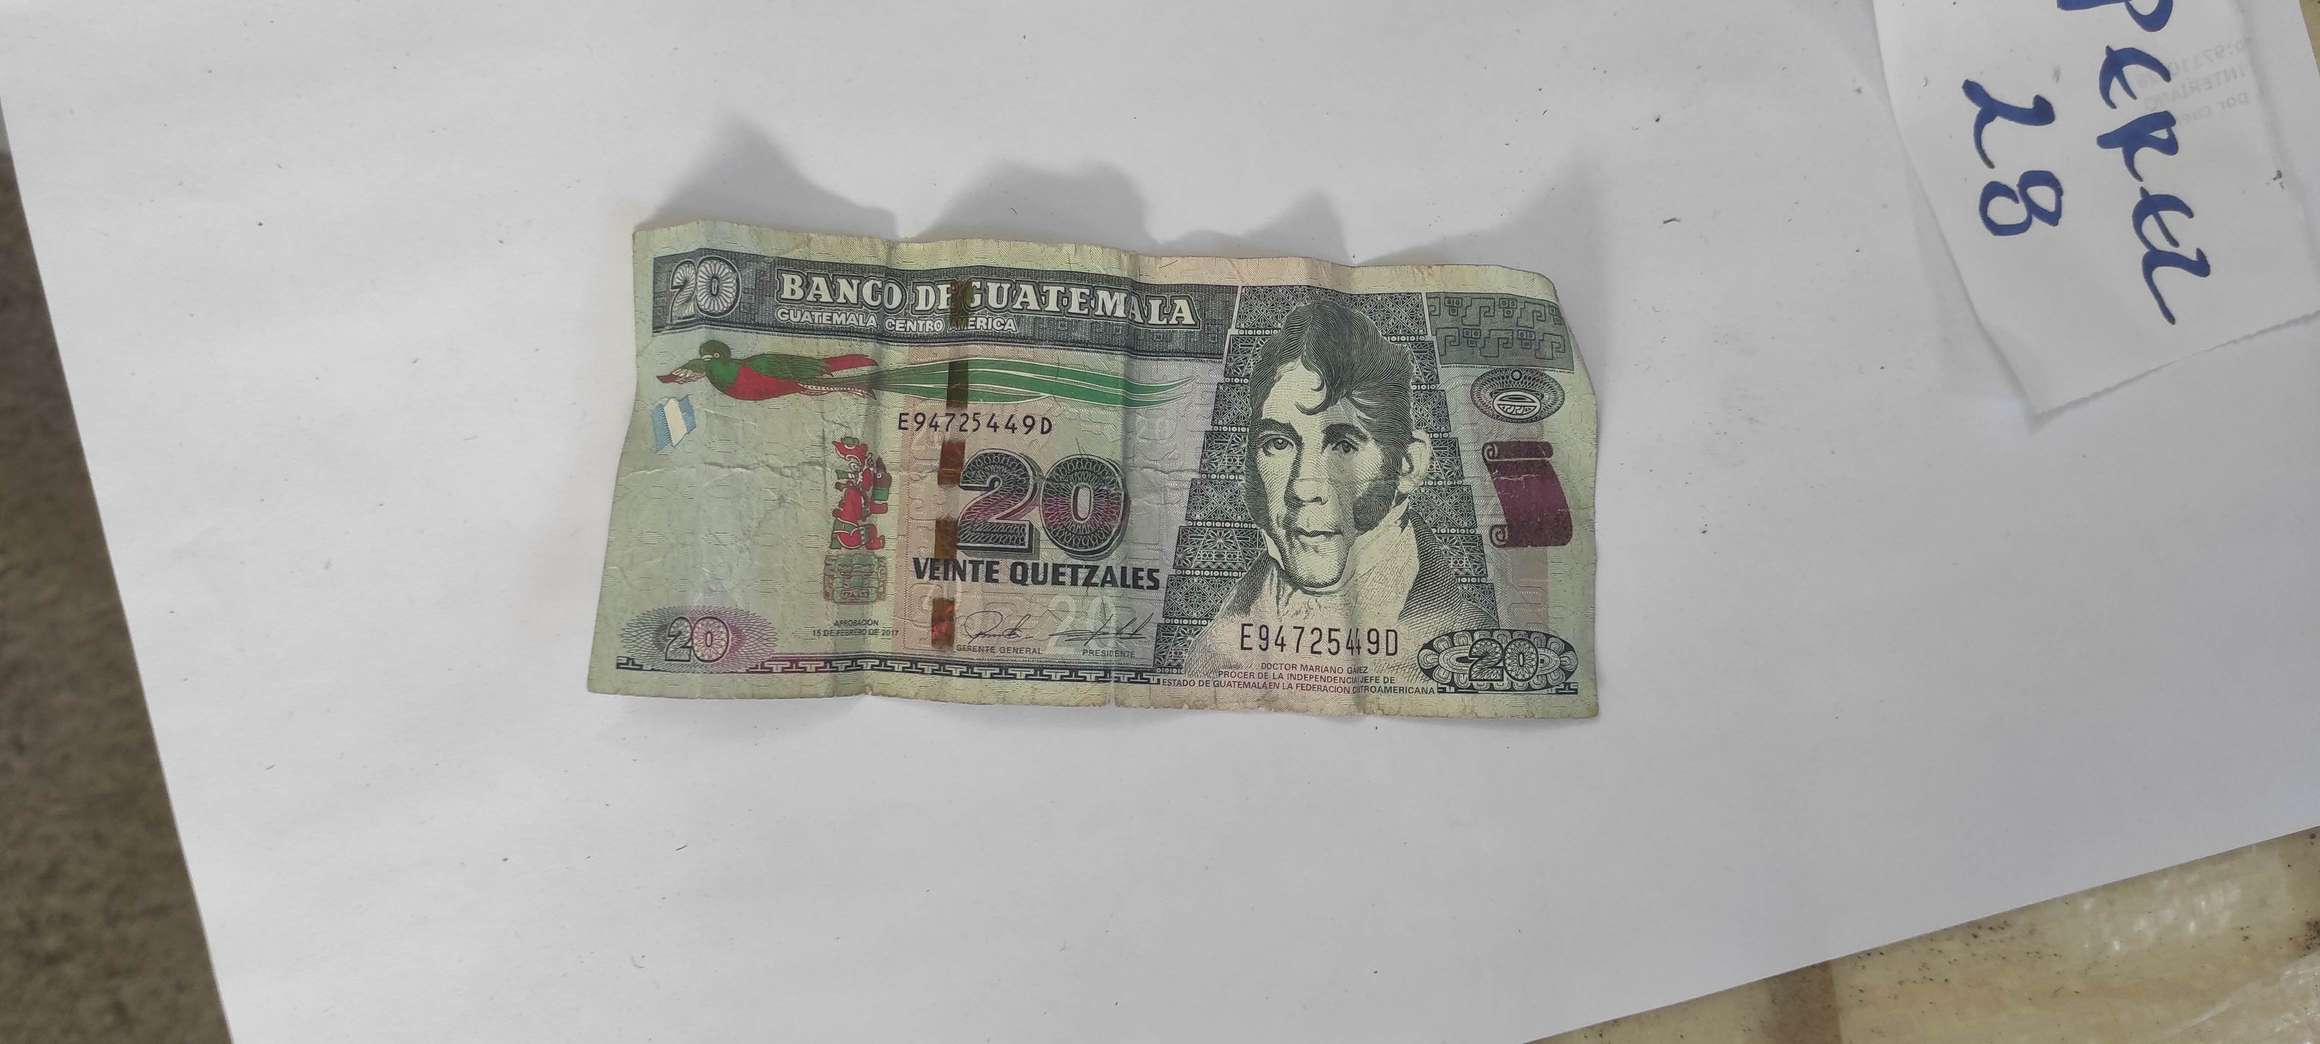 20
BANCO DE GUATEMALA
GUATEMALA CENTRO AMERICA
E94725449D
20
VEINTE QUETZALES
20
APROBACIÓN
15 DE FEBRERO DE 2017
GERENTE GENERAL
PRESIDENTE
E94725449D
20
DOCTOR MARIANO GALVEZ
PROCER DE LA INDEPENDENCIA JEFE DE
ESTADO DE GUATEMALA EN LA FEDERACION CENTROAMERICANA
28